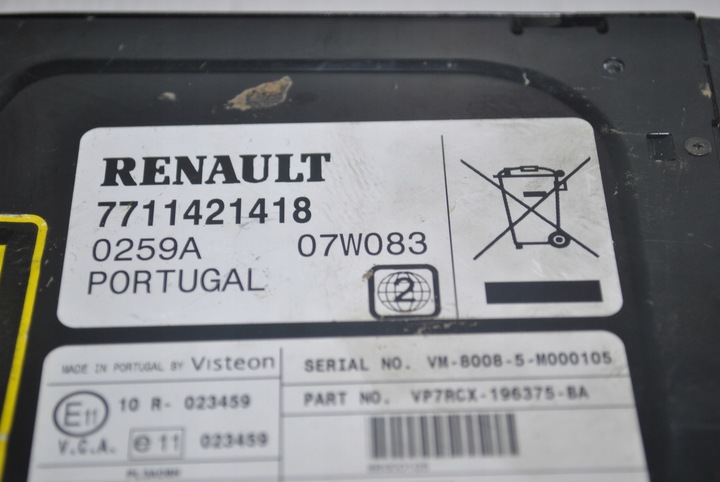 RENAULT
7711421418
0259A 07W083
PORTUGAL
2
MADE IN PORTUGAL BY Visteon
SERIAL NO. VM-8008-5-M000105
E11 10 R- 023459
PART NO. VP7RCX-196375-BA
V.C.A. e 11 023459